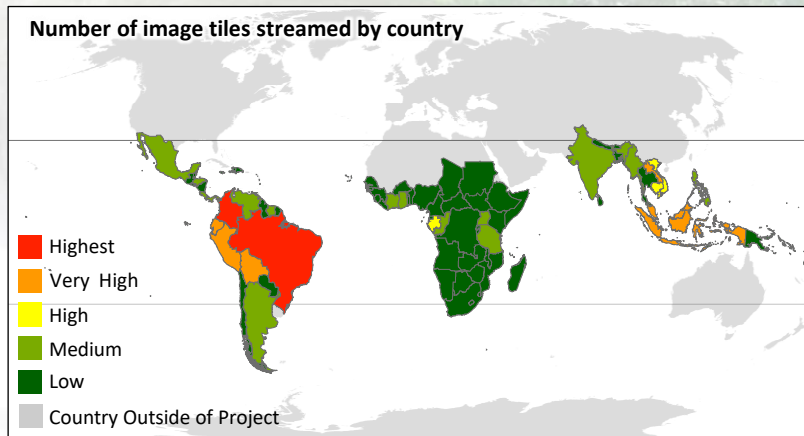 Number of image tiles streamed by country
Highest
Very High
High
Medium
Low
Country Outside of Project